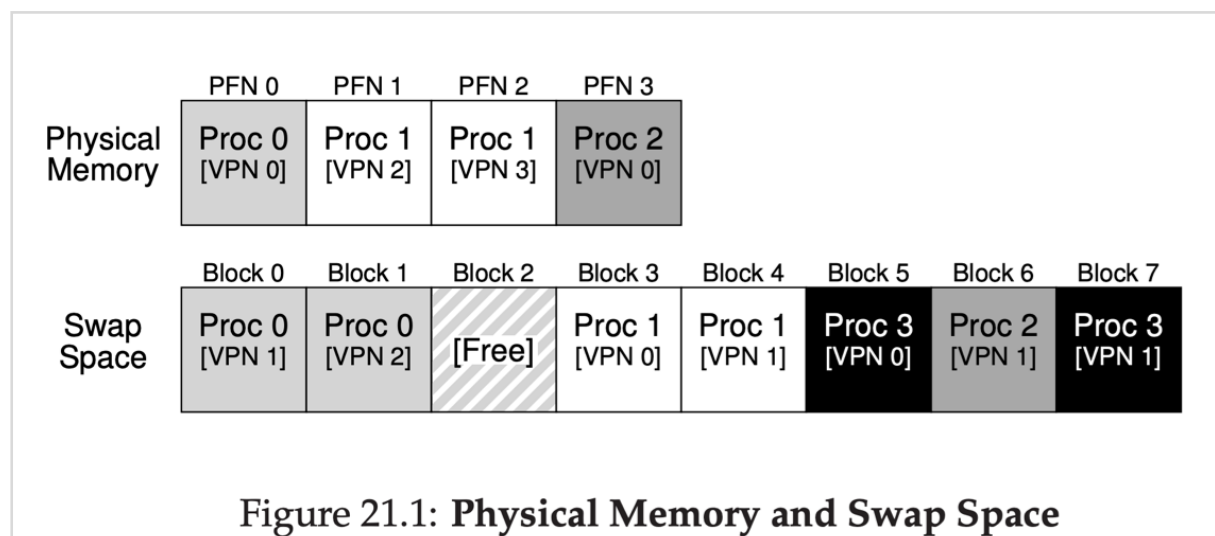 PFN 0 PFN 1 PFN 2 PFN 3
Physical Memory
Proc 0 Proc 1 Proc 1 Proc 2
[VPN 0] [VPN 2] [VPN 3] [VPN 0]
Block 0 Block 1 Block 2 Block 3 Block 4 Block 5 Block 6 Block 7
Swap Space
Proc 0 Proc 0 [Free] Proc 1 Proc 1 Proc 3 Proc 2 Proc 3
[VPN 1] [VPN 2] [VPN 0] [VPN 1] [VPN 0] [VPN 1] [VPN 1]
Figure 21.1: Physical Memory and Swap Space